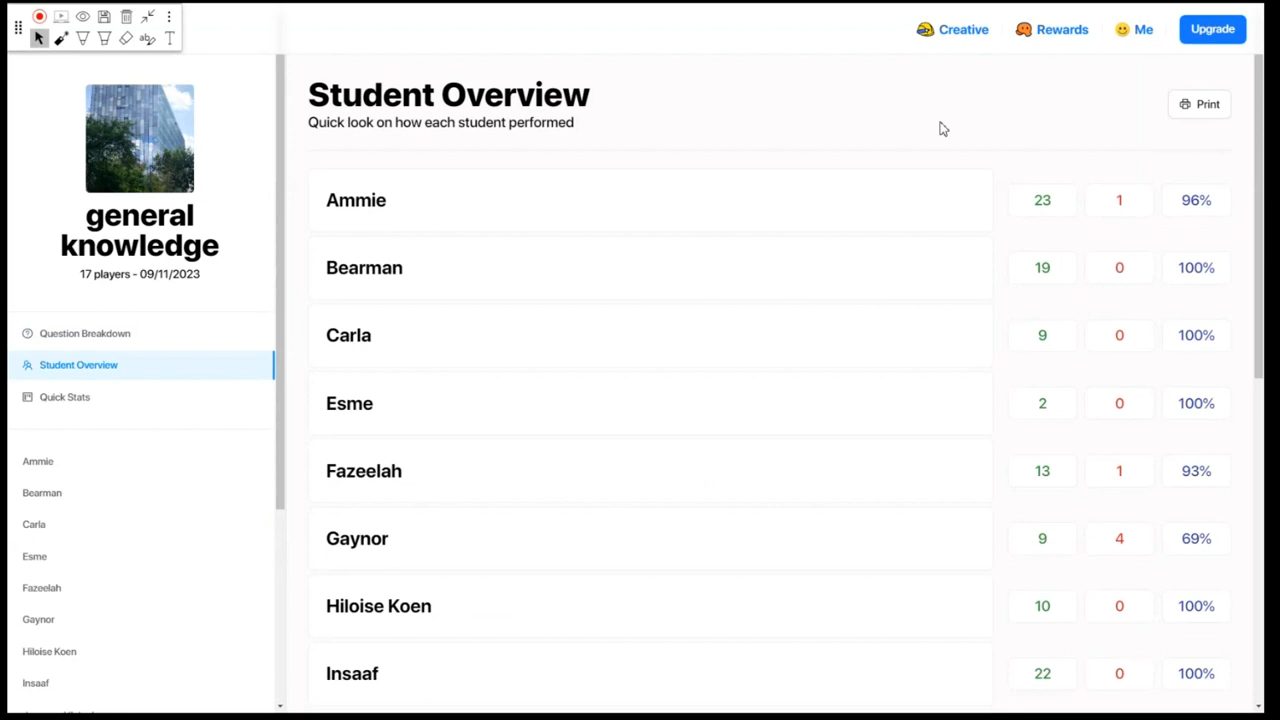 Creative
Rewards
Me
Upgrade
general
knowledge
17 players - 09/11/2023
Question Breakdown
Student Overview
Quick Stats
Ammie
Bearman
Carla
Esme
Fazeelah
Gaynor
Hiloise Koen
Insaaf
Student Overview
Quick look on how each student performed
Print
Ammie 23 1 96%
Bearman 19 0 100%
Carla 9 0 100%
Esme 2 0 100%
Fazeelah 13 1 93%
Gaynor 9 4 69%
Hiloise Koen 10 0 100%
Insaaf 22 0 100%